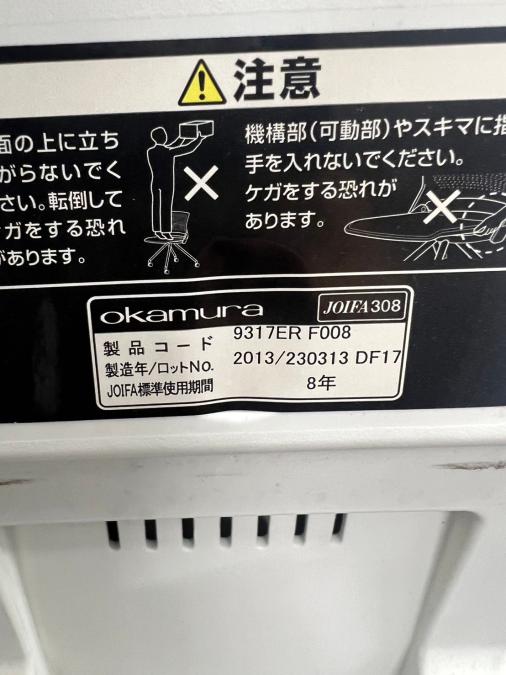 注意
面の上に立ち
がらないでく
さい。転倒して
ガをする恐れ
があります。
機構部(可動部)やスキマに指
手を入れないでください。
ケガをする恐れが
あります。
okamura
JOIFA308
製品コード 9317ER F008
製造年/ロットNO. 2013/230313 DF17
JOIFA標準使用期間 8年